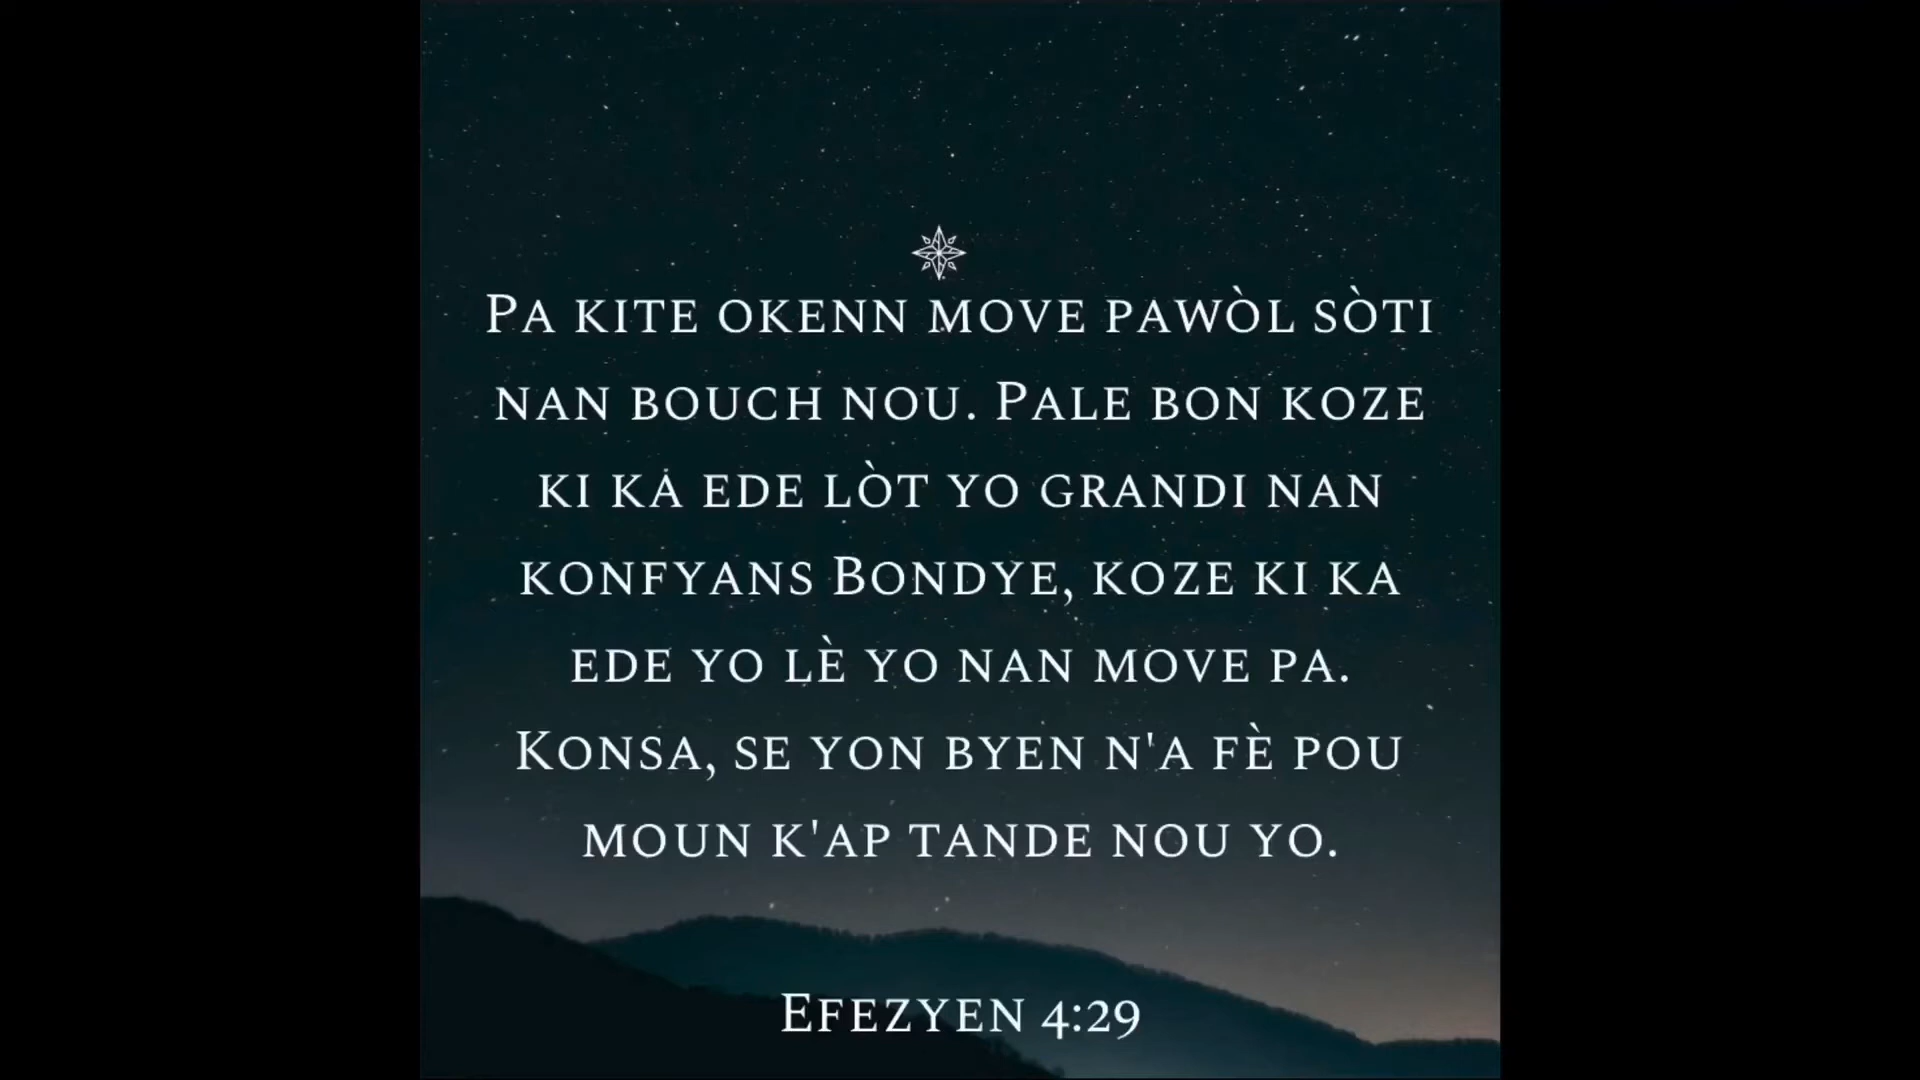 Pa kite okenn move pawòl sòti
nan bouch nou. Pale bon koze
ki ka ede lòt yo grandi nan
konfyans Bondye, koze ki ka
ede yo lè yo nan move pa.
Konsa, se yon byen n'a fè pou
moun k'ap tande nou yo.
Efezyen 4:29